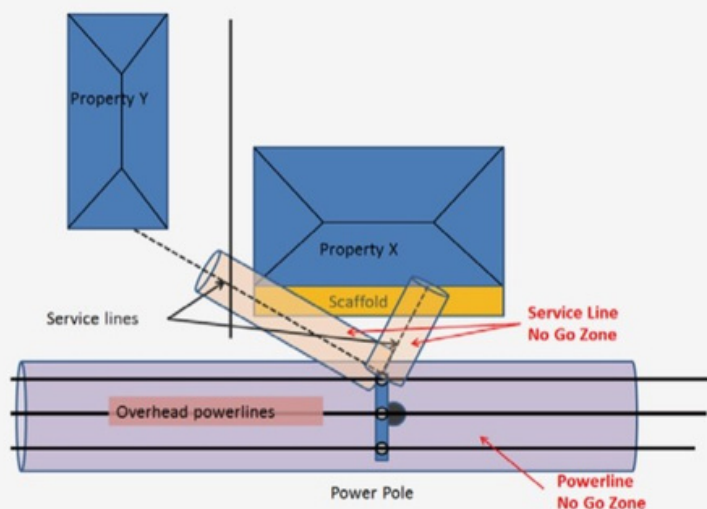 Property Y
Property X
Scaffold
Service lines
Service Line
No Go Zone
Overhead powerlines
Power Pole
Powerline
No Go Zone